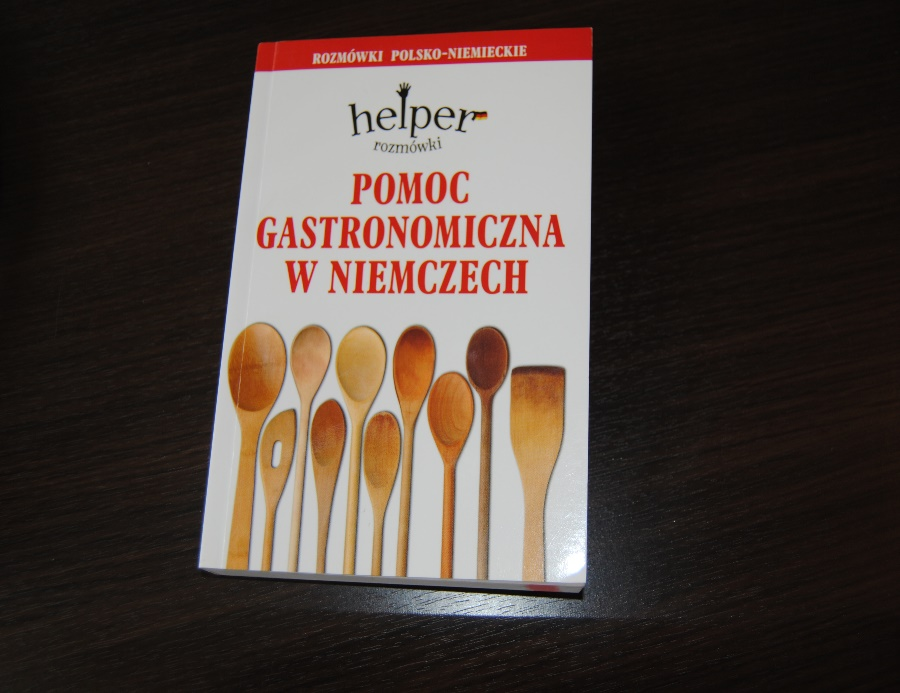 ROZMÓWKI POLSKO-NIEMIECKIE
helper
rozmówki
POMOC
GASTRONOMICZNA
W NIEMCZECH